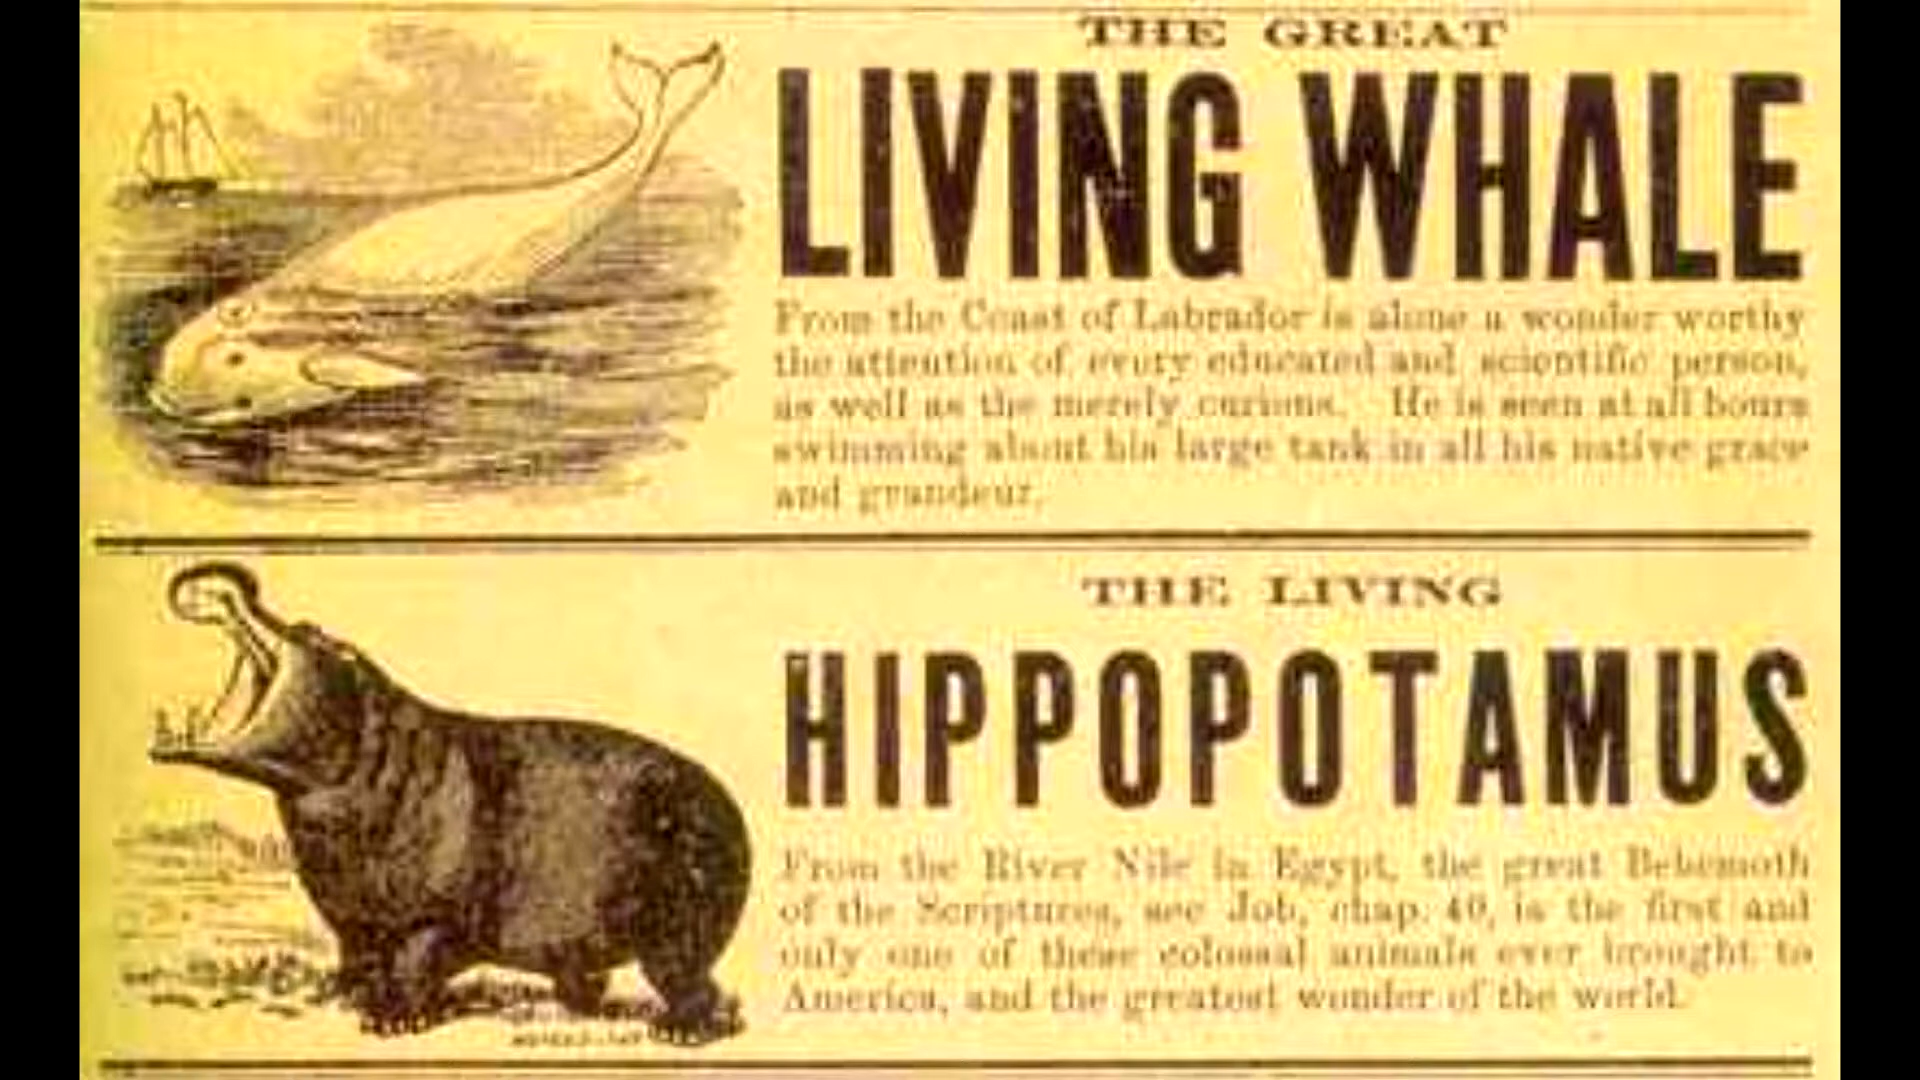 THE GREAT
LIVING WHALE
From the Coast of Labrador is alone a wonder worthy
the attention of every educated and scientific person,
as well as the merely curious. He is seen at all hours
swimming about his large tank in all his native grace
and grandeur.
THE LIVING
HIPPOPOTAMUS
From the River Nile in Egypt, the great Behemoth
of the Scriptures, see Job, chap. 40, is the first and
only one of these colossal animals ever brought to
America, and the greatest wonder of the world.